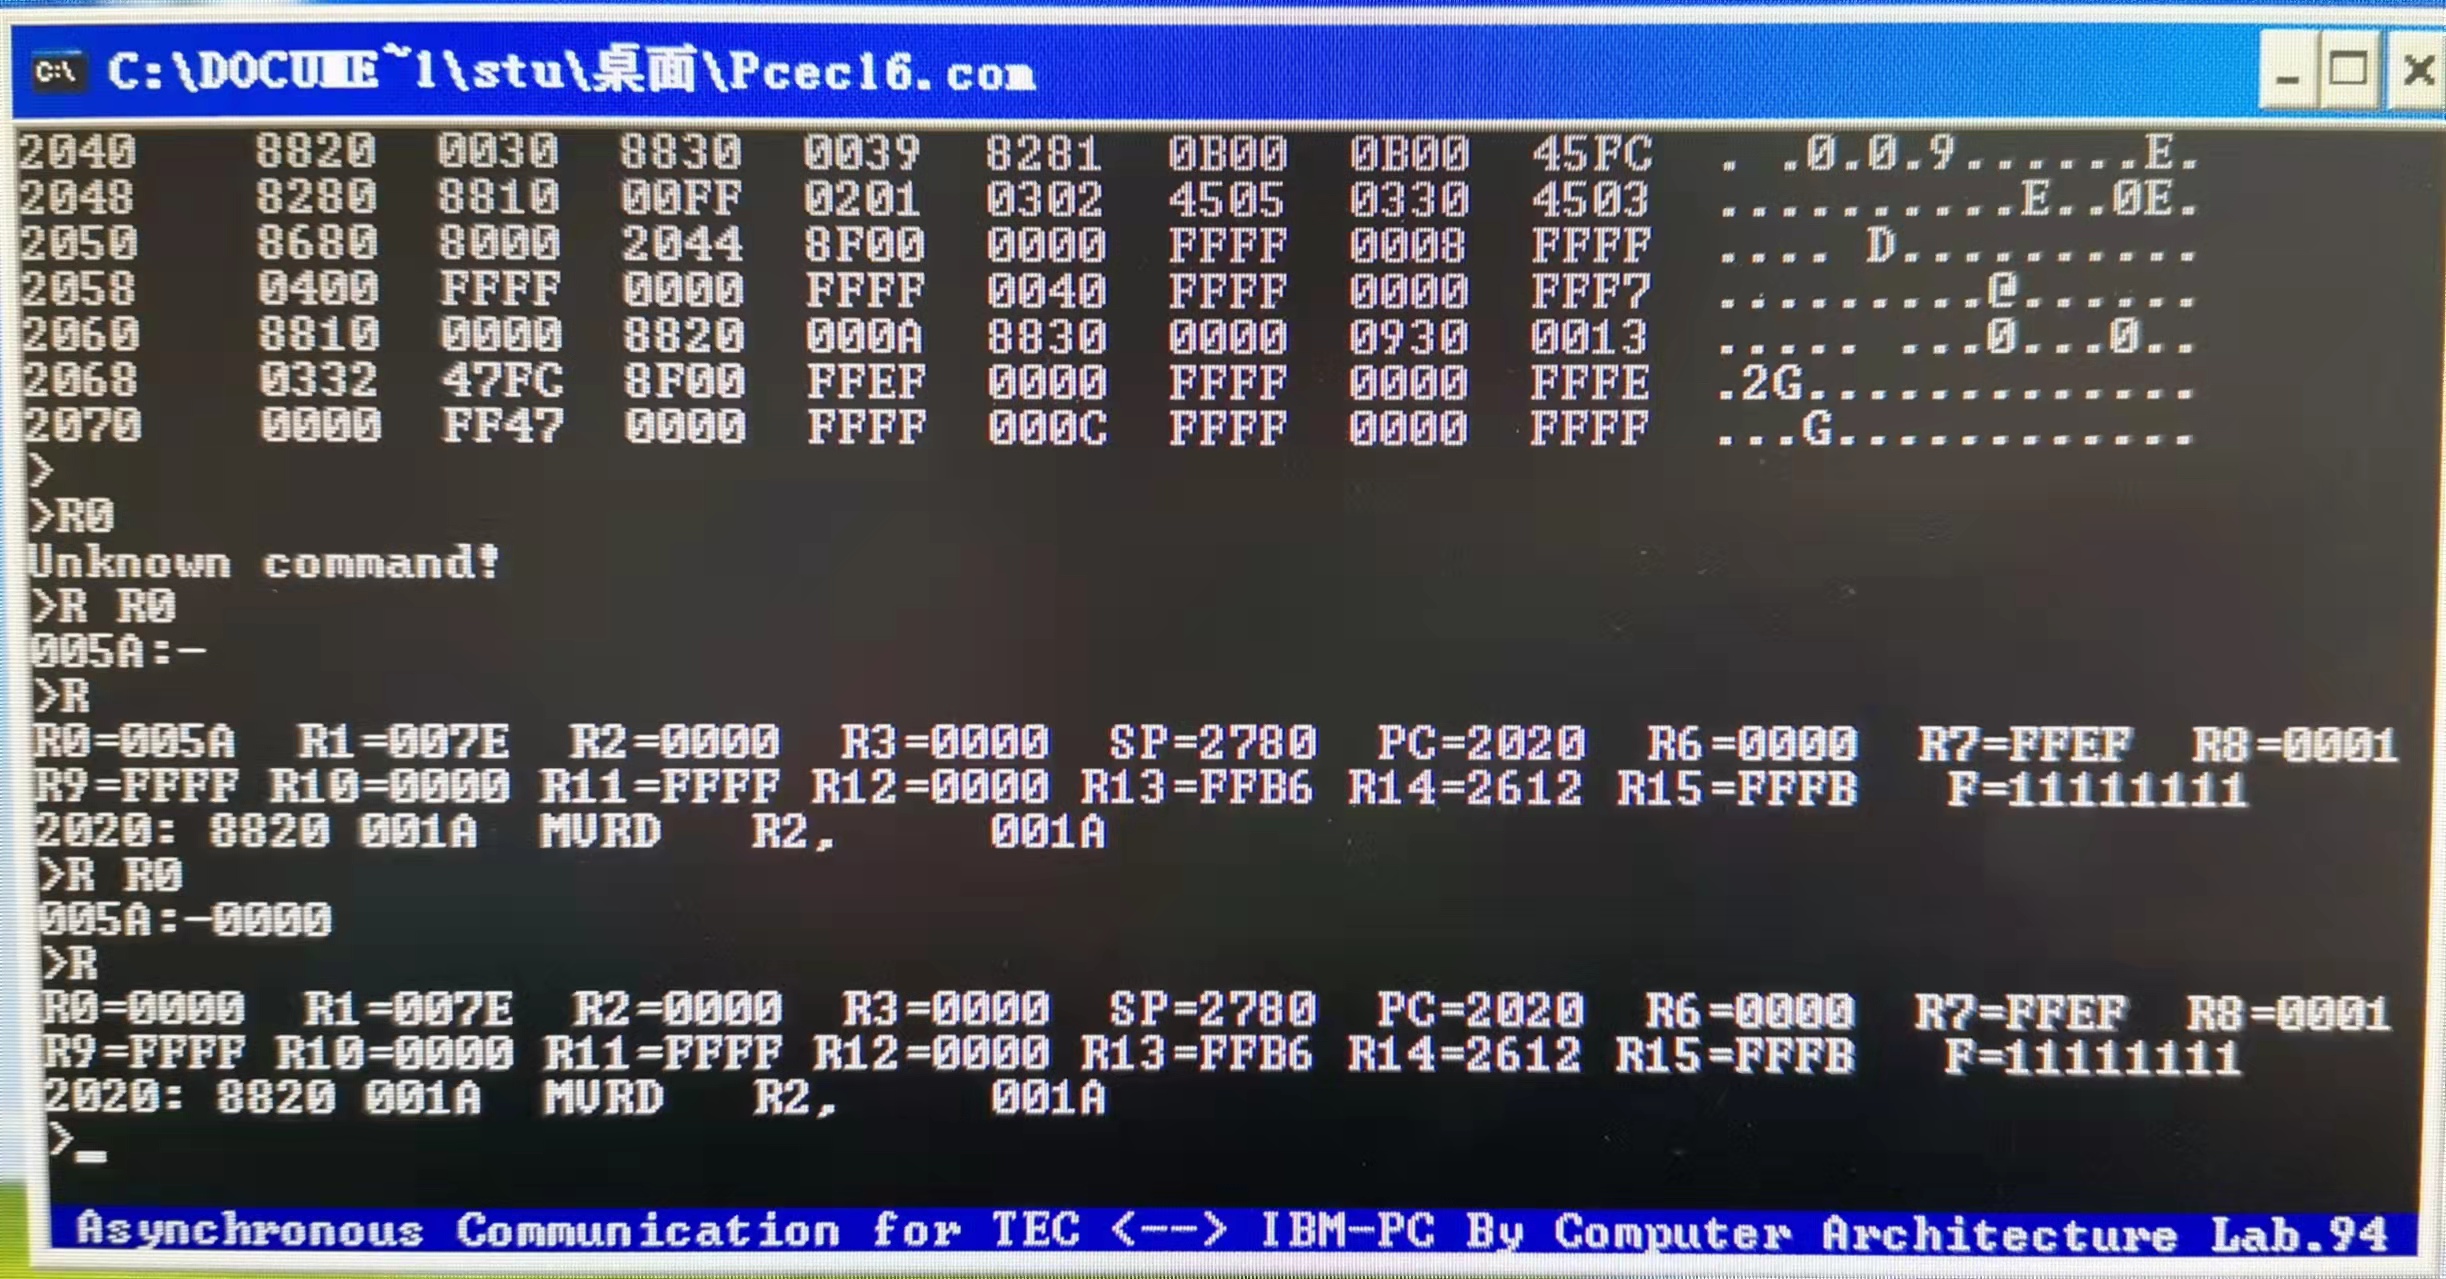 C:\DOCUME~1\stu\桌面\Pcec16.com
2040 8820 0030 8830 0039 8281 0B00 0B00 45FC . .0.0.9......E.
2048 8280 8810 00FF 0201 0302 4505 0330 4503 ..........E..0E.
2050 8680 8000 2044 8F00 0000 FFFF 0008 FFFF .... D..........
2058 0400 FFFF 0000 FFFF 0040 FFFF 0000 FFF7 .........@......
2060 8810 0000 8820 000A 8830 0000 0930 0013 ..... ...0...0..
2068 0332 47FC 8F00 FFEF 0000 FFFF 0000 FFFE .2G.............
2070 0000 FF47 0000 FFFF 000C FFFF 0000 FFFF ...G............
>
>R0
Unknown command!
>R R0
005A:-
>R
R0=005A R1=007E R2=0000 R3=0000 SP=2780 PC=2020 R6=0000 R7=FFEF R8=0001
R9=FFFF R10=0000 R11=FFFF R12=0000 R13=FFB6 R14=2612 R15=FFFB F=11111111
2020: 8820 001A MVRD R2, 001A
>R R0
005A:-0000
>R
R0=0000 R1=007E R2=0000 R3=0000 SP=2780 PC=2020 R6=0000 R7=FFEF R8=0001
R9=FFFF R10=0000 R11=FFFF R12=0000 R13=FFB6 R14=2612 R15=FFFB F=11111111
2020: 8820 001A MVRD R2, 001A
>_
Asynchronous Communication for TEC <--> IBM-PC By Computer Architecture Lab.94